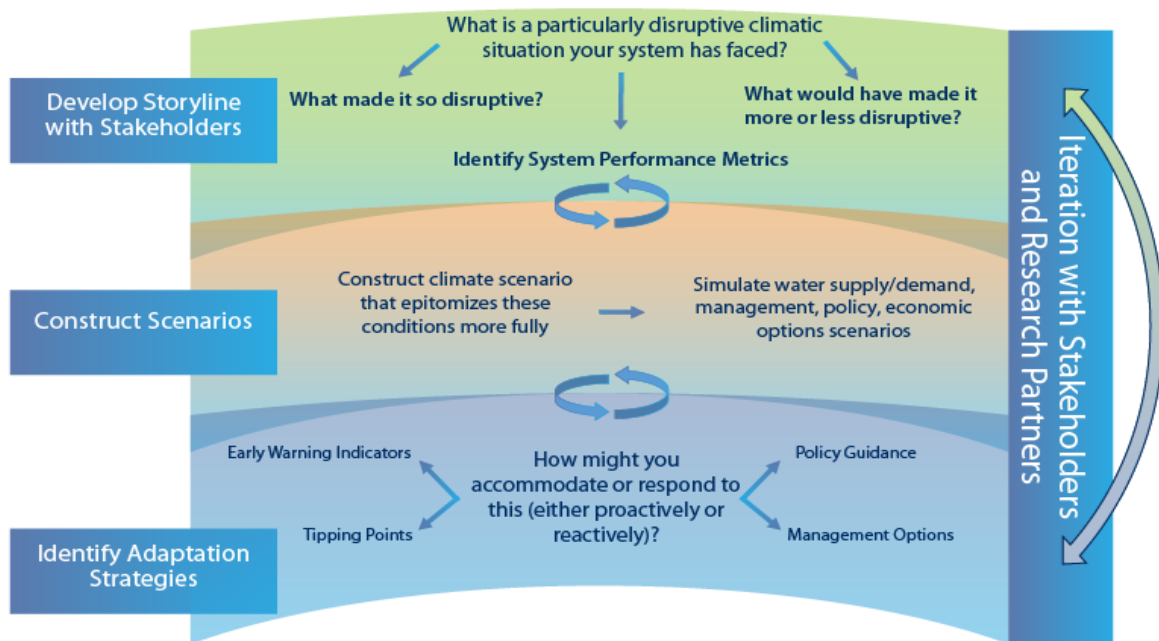 What is a particularly disruptive climatic
situation your system has faced?
Develop Storyline
with Stakeholders
What made it so disruptive?
What would have made it
more or less disruptive?
Identify System Performance Metrics
Construct Scenarios
Construct climate scenario
that epitomizes these
conditions more fully
Simulate water supply/demand,
management, policy, economic
options scenarios
Identify Adaptation
Strategies
Early Warning Indicators
Tipping Points
How might you
accommodate or respond to
this (either proactively or
reactively)?
Policy Guidance
Management Options
Iteration with Stakeholders
and Research Partners